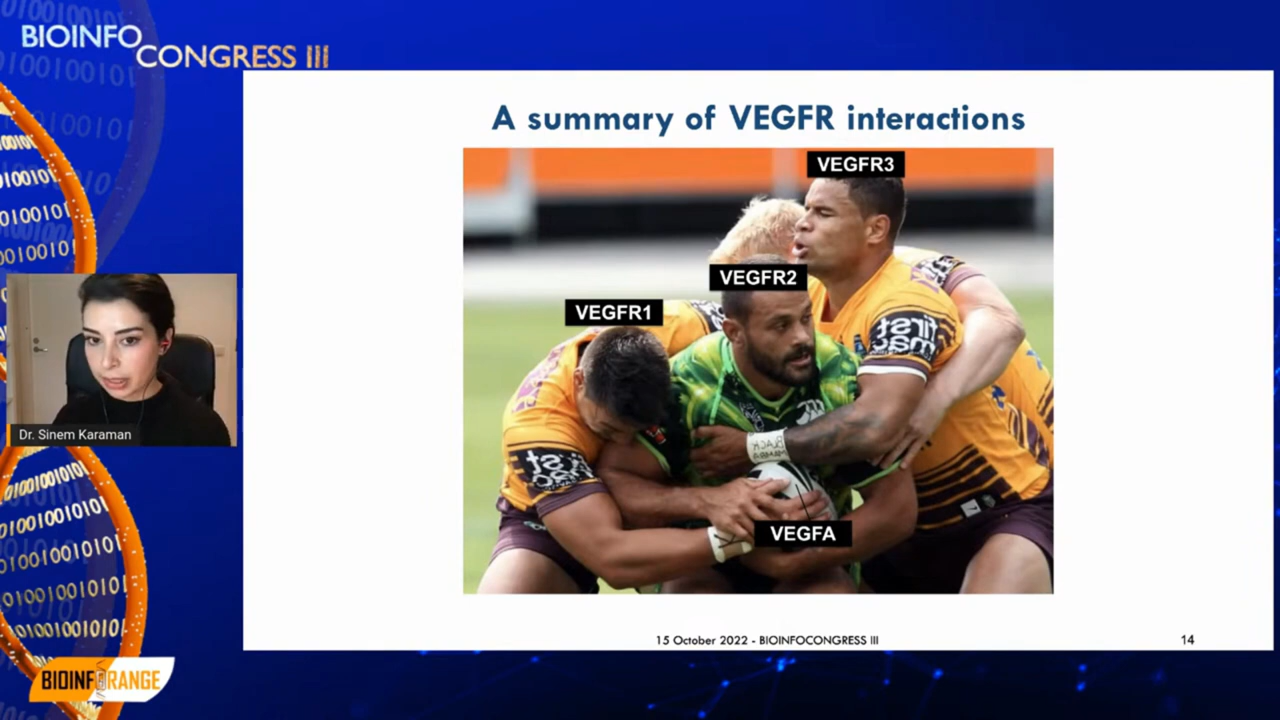 BIOINFO
CONGRESS III
A summary of VEGFR interactions
VEGFR3
VEGFR2
VEGFR1
VEGFA
Dr. Sinem Karaman
15 October 2022 - BIOINFOCONGRESS III
14
BIOINFORANGE